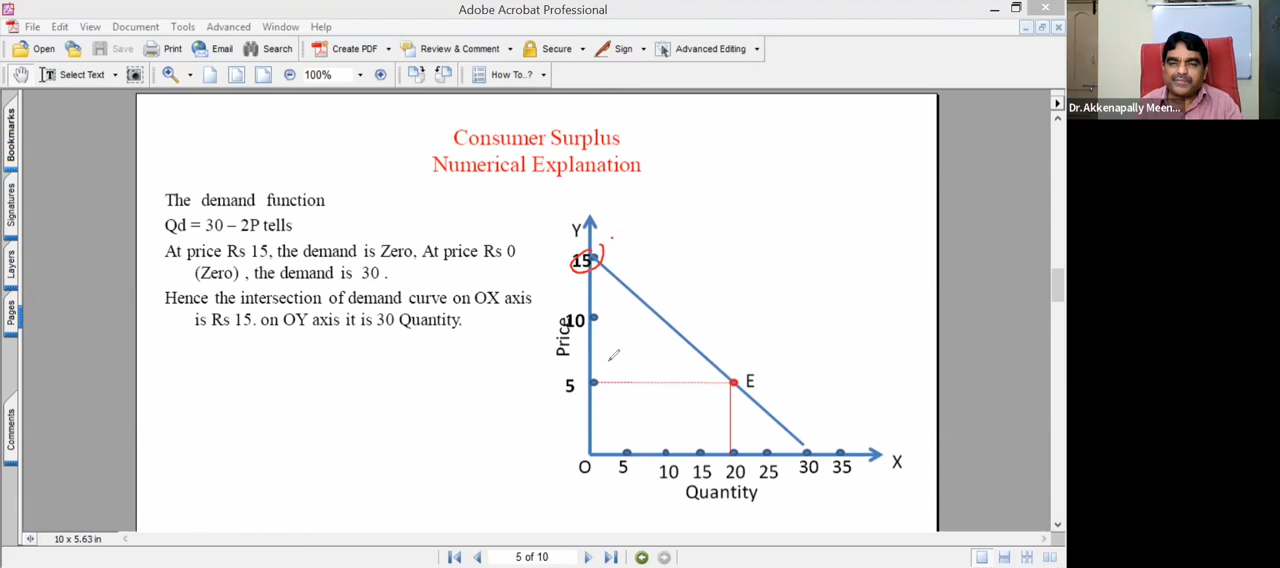 Adobe Acrobat Professional
File Edit View Document Tools Advanced Window Help
Open Save Print Email Search Create PDF Review & Comment Secure Sign Advanced Editing
Select Text 100% How To..?
Dr.Akkenapally Meen...
Bookmarks
Signatures
Layers
Pages
Comments
Consumer Surplus
Numerical Explanation
The demand function
Qd = 30 – 2P tells
At price Rs 15, the demand is Zero, At price Rs 0
(Zero) , the demand is 30 .
Hence the intersection of demand curve on OX axis
is Rs 15. on OY axis it is 30 Quantity.
Y
15
10
Price
5
E
O 5 10 15 20 25 30 35 X
Quantity
10 x 5.63 in
5 of 10